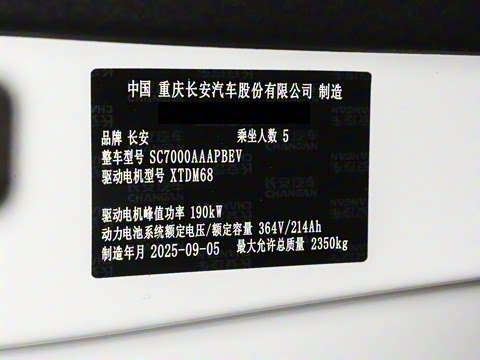 中国 重庆长安汽车股份有限公司 制造
品牌 长安 乘坐人数 5
整车型号 SC7000AAAPBEV
驱动电机型号 XTDM68
驱动电机峰值功率 190kW
动力电池系统额定电压/额定容量 364V/214Ah
制造年月 2025-09-05 最大允许总质量 2350kg